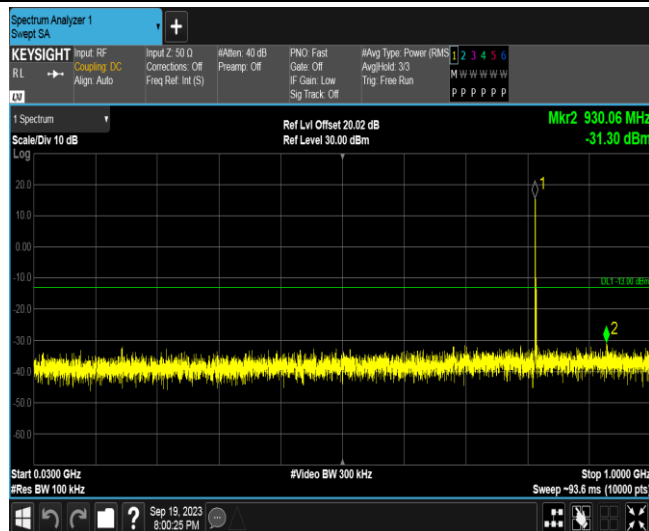 Spectrum Analyzer 1
Swept SA
KEYSIGHT
RL
LXI
Input: RF
Coupling: DC
Align: Auto
Input Z: 50 Ω
Corrections: Off
Freq Ref: Int (S)
#Atten: 40 dB
Preamp: Off
PNO: Fast
Gate: Off
IF Gain: Low
Sig Track: Off
#Avg Type: Power (RMS
Avg|Hold: 3/3
Trig: Free Run
1 2 3 4 5 6
M W W W W W
P P P P P P
1 Spectrum
Scale/Div 10 dB
Log
Ref Lvl Offset 20.02 dB
Ref Level 30.00 dBm
Mkr2 930.06 MHz
-31.30 dBm
20.0
10.0
0.00
-10.0
-20.0
-30.0
-40.0
-50.0
-60.0
1
DL1 -13.00 dBm
2
Start 0.0300 GHz
#Res BW 100 kHz
#Video BW 300 kHz
Stop 1.0000 GHz
Sweep ~93.6 ms (10000 pts)
?
Sep 19, 2023
8:00:25 PM